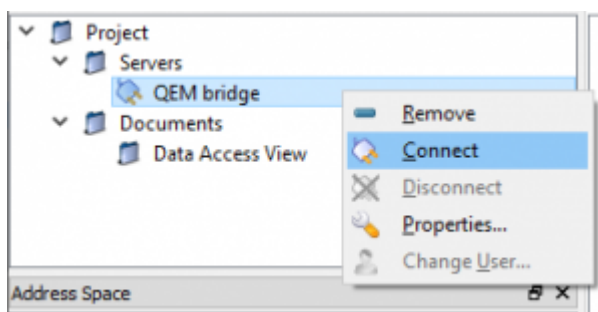 Project
Servers
QEM bridge
Documents
Data Access View
Remove
Connect
Disconnect
Properties...
Change User...
Address Space